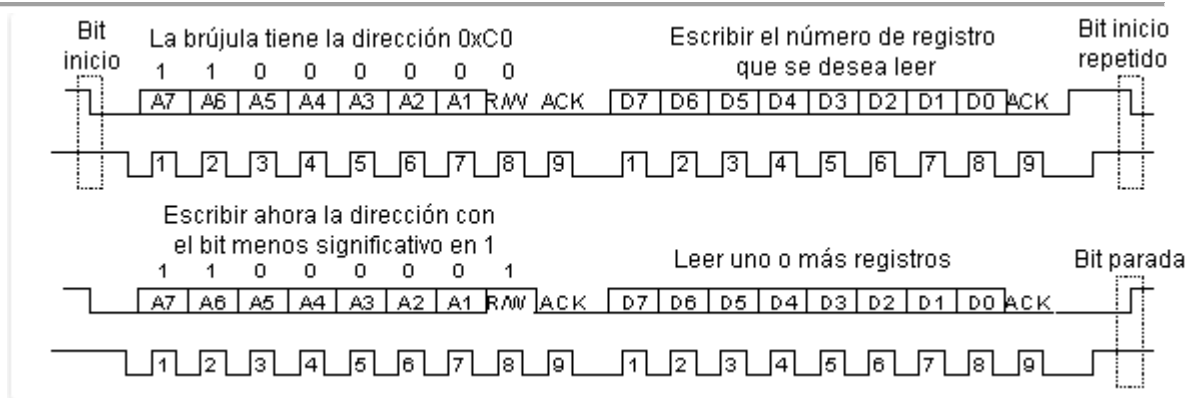 Bit inicio
La brújula tiene la dirección 0xC0
Escribir el número de registro que se desea leer
Bit inicio repetido
1 1 0 0 0 0 0 0
A7 A6 A5 A4 A3 A2 A1 R/W ACK D7 D6 D5 D4 D3 D2 D1 D0 ACK
1 2 3 4 5 6 7 8 9 1 2 3 4 5 6 7 8 9
Escribir ahora la dirección con
el bit menos significativo en 1
Leer uno o más registros
Bit parada
1 1 0 0 0 0 0 1
A7 A6 A5 A4 A3 A2 A1 R/W ACK D7 D6 D5 D4 D3 D2 D1 D0 ACK
1 2 3 4 5 6 7 8 9 1 2 3 4 5 6 7 8 9